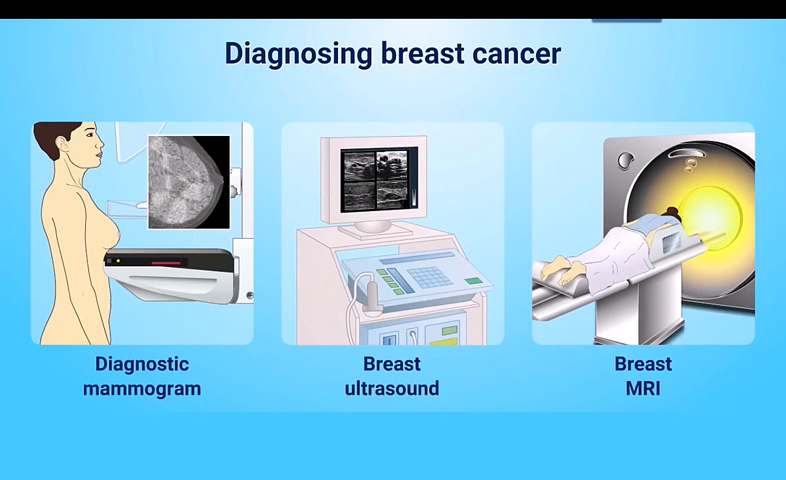 Diagnosing breast cancer
Diagnostic
mammogram
Breast
ultrasound
Breast
MRI